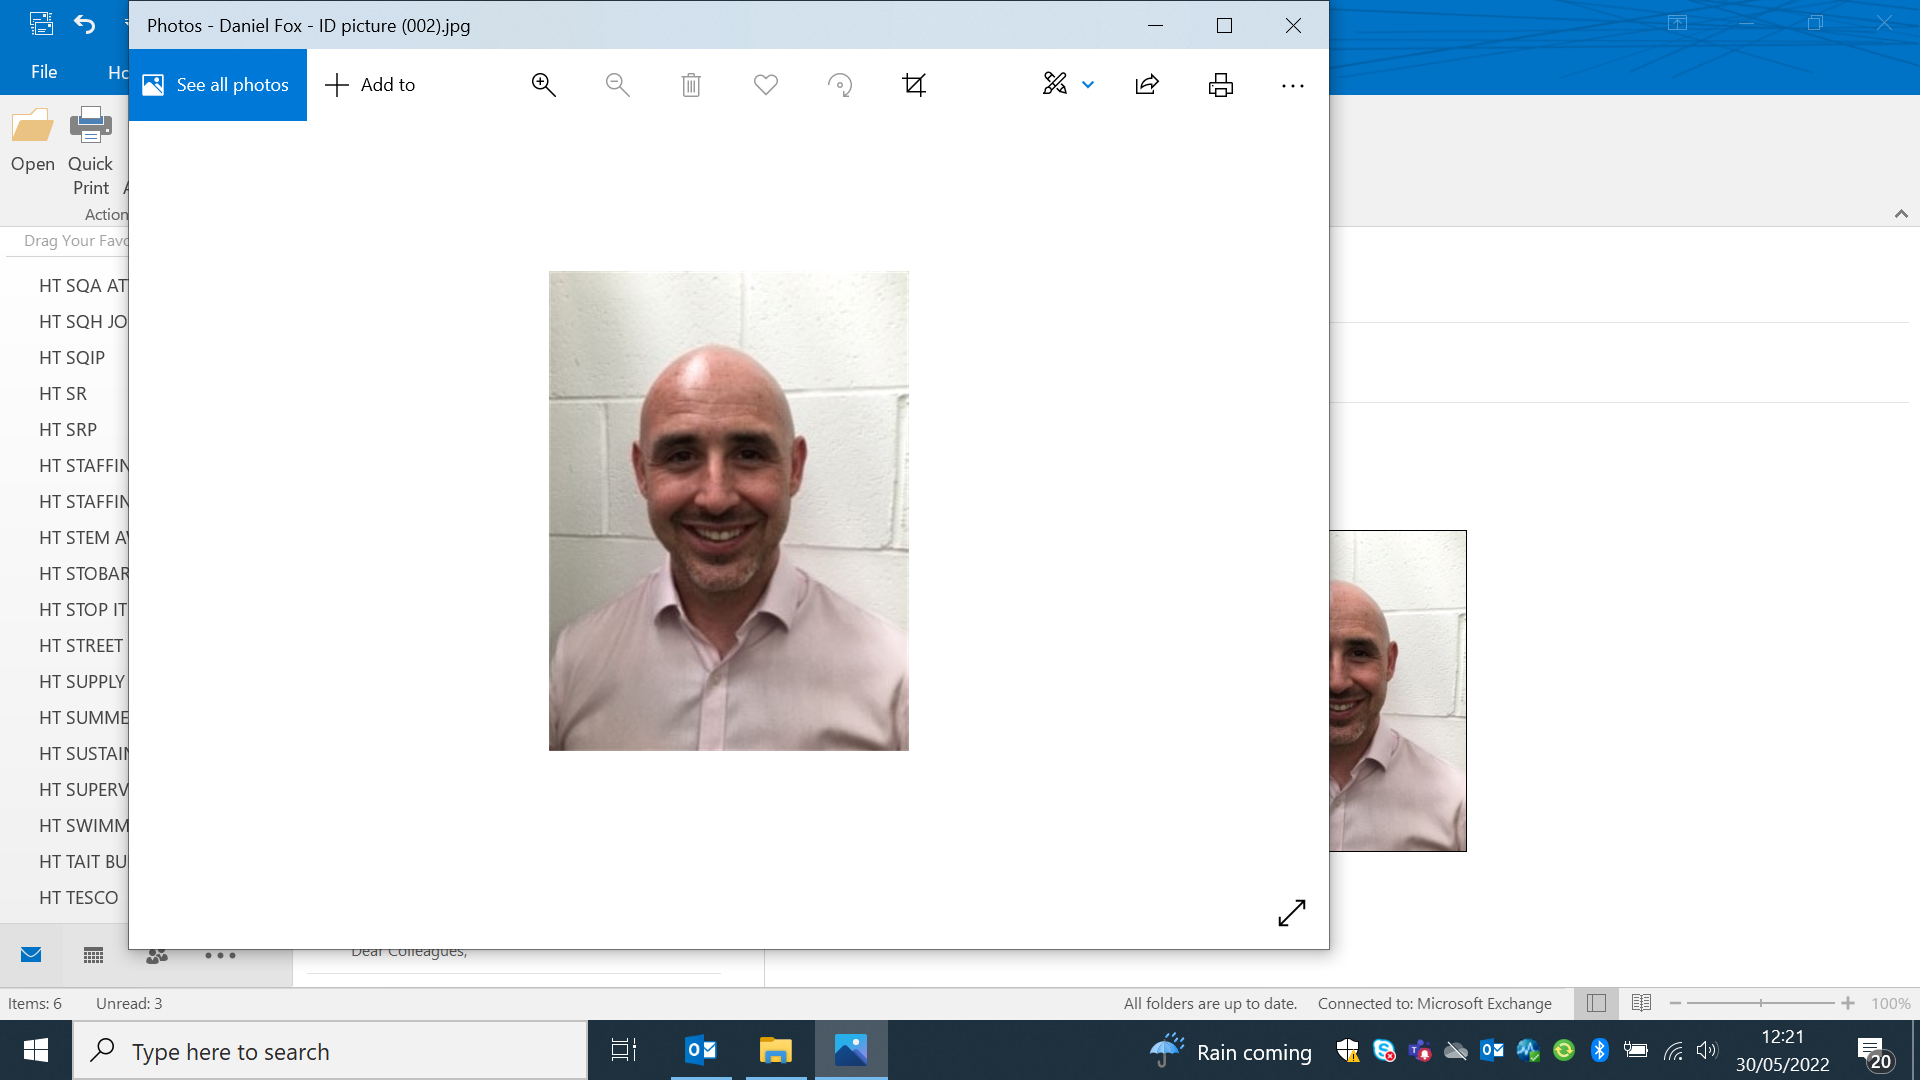 Photos - Daniel Fox - ID picture (002).jpg
File
See all photos
Add to
Open
Quick
Print
Action
Drag Your Favo
HT SQA AT
HT SQH JO
HT SQIP
HT SR
HT SRP
HT STAFFIN
HT STAFFIN
HT STEM AW
HT STOBAR
HT STOP IT
HT STREET
HT SUPPLY
HT SUMME
HT SUSTAIN
HT SUPERV
HT SWIMM
HT TAIT BU
HT TESCO
Dear Colleagues,
Items: 6
Unread: 3
All folders are up to date.
Connected to: Microsoft Exchange
100%
Type here to search
Rain coming
12:21
30/05/2022
20